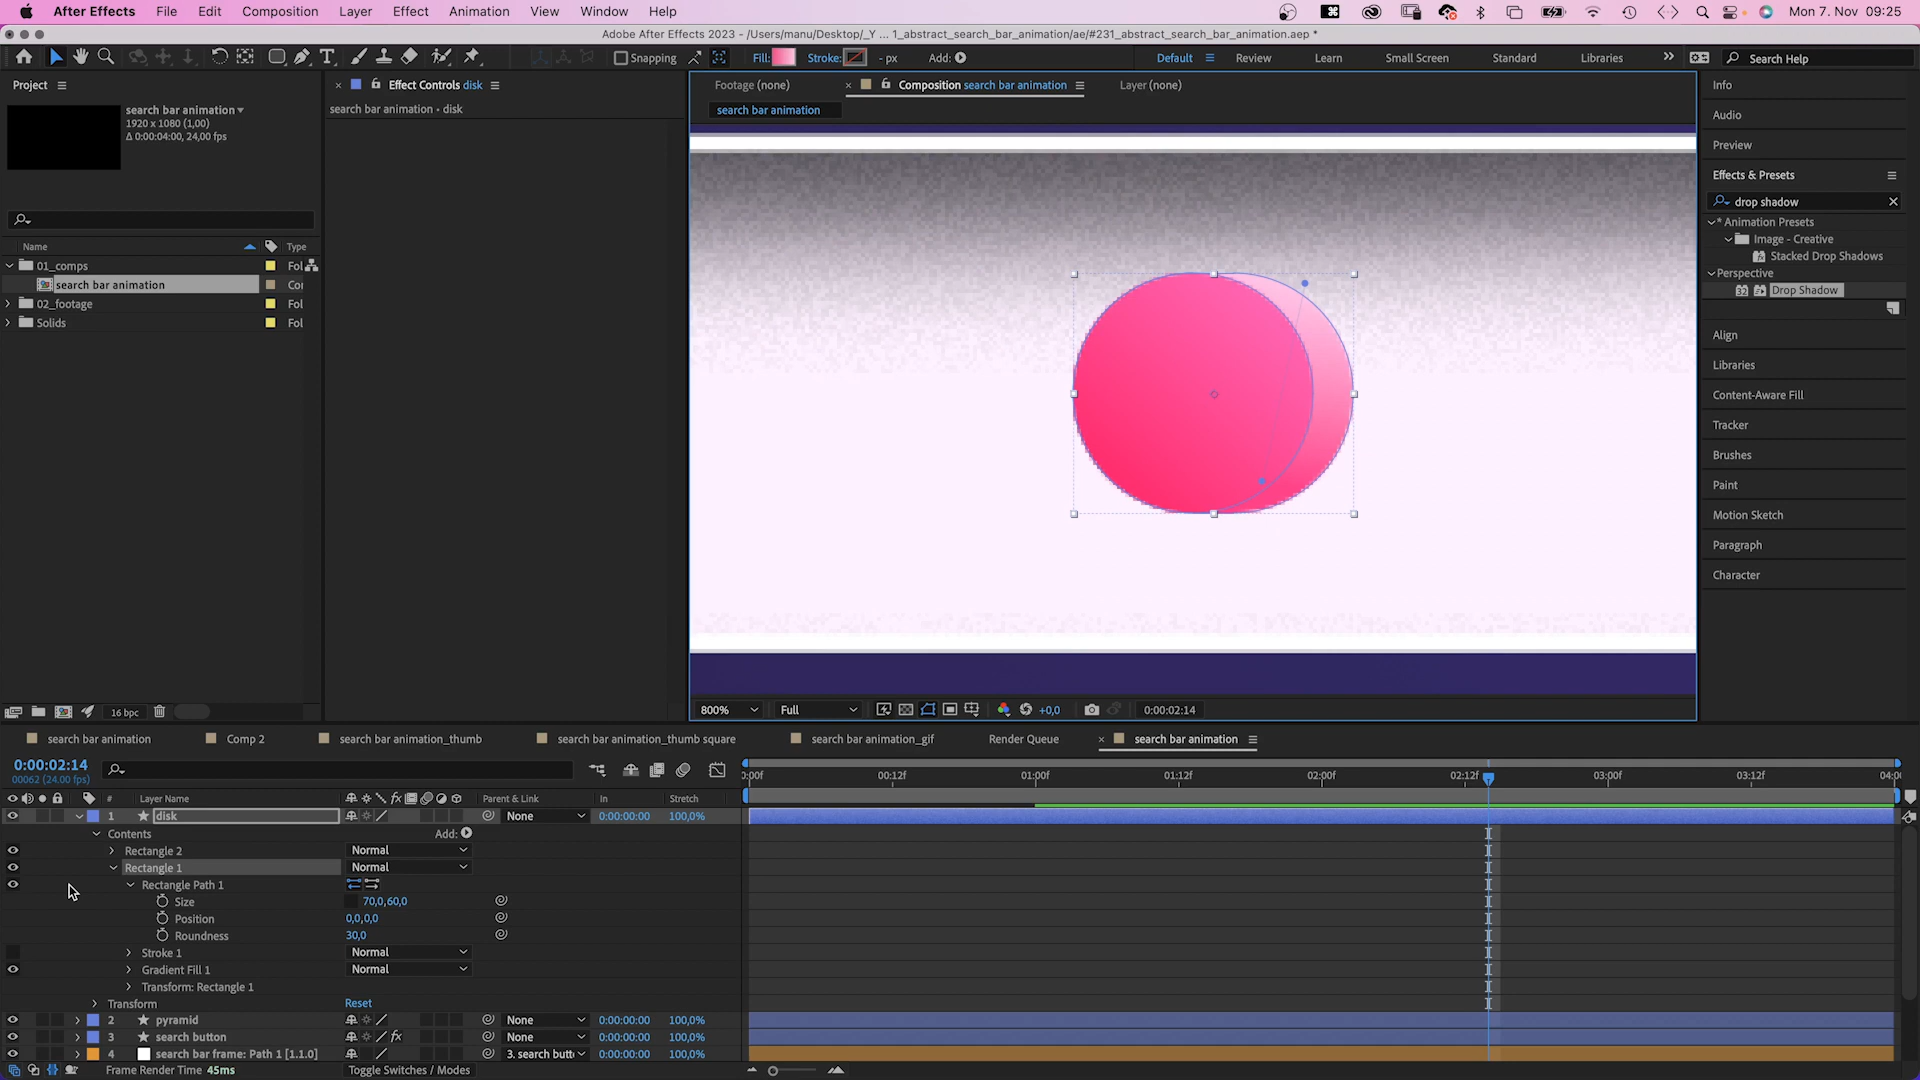 After Effects File Edit Composition Layer Effect Animation View Window Help Mon 7. Nov 09:25
Adobe After Effects 2023 - /Users/manu/Desktop/_Y ... 1_abstract_search_bar_animation/ae/#231_abstract_search_bar_animation.aep *
Snapping Fill: Stroke: - px Add: Default Review Learn Small Screen Standard Libraries Search Help
Project Effect Controls disk Footage (none) Composition search bar animation Layer (none) Info
search bar animation
1920 x 1080 (1,00)
Δ 0:00:04:00, 24,00 fps
search bar animation • disk
search bar animation
Audio
Preview
Effects & Presets
drop shadow
* Animation Presets
Image - Creative
Stacked Drop Shadows
Perspective
32 Drop Shadow
Align
Libraries
Content-Aware Fill
Tracker
Brushes
Paint
Motion Sketch
Paragraph
Character
Name Type
01_comps Fol
search bar animation Coi
02_footage Fol
Solids Fol
16 bpc
800% Full +0,0 0:00:02:14
search bar animation Comp 2 search bar animation_thumb search bar animation_thumb square search bar animation_gif Render Queue search bar animation
0:00:02:14
00062 (24.00 fps)
:00f 00:12f 01:00f 01:12f 02:00f 02:12f 03:00f 03:12f 04:0
# Layer Name fx Parent & Link In Stretch
1 disk None 0:00:00:00 100,0%
Contents Add:
Rectangle 2 Normal
Rectangle 1 Normal
Rectangle Path 1
Size 70,0,60,0
Position 0,0,0,0
Roundness 30,0
Stroke 1 Normal
Gradient Fill 1 Normal
Transform: Rectangle 1
Transform Reset
2 pyramid None 0:00:00:00 100,0%
3 search button fx None 0:00:00:00 100,0%
4 search bar frame: Path 1 [1.1.0] 3. search butt 0:00:00:00 100,0%
Frame Render Time 45ms Toggle Switches / Modes